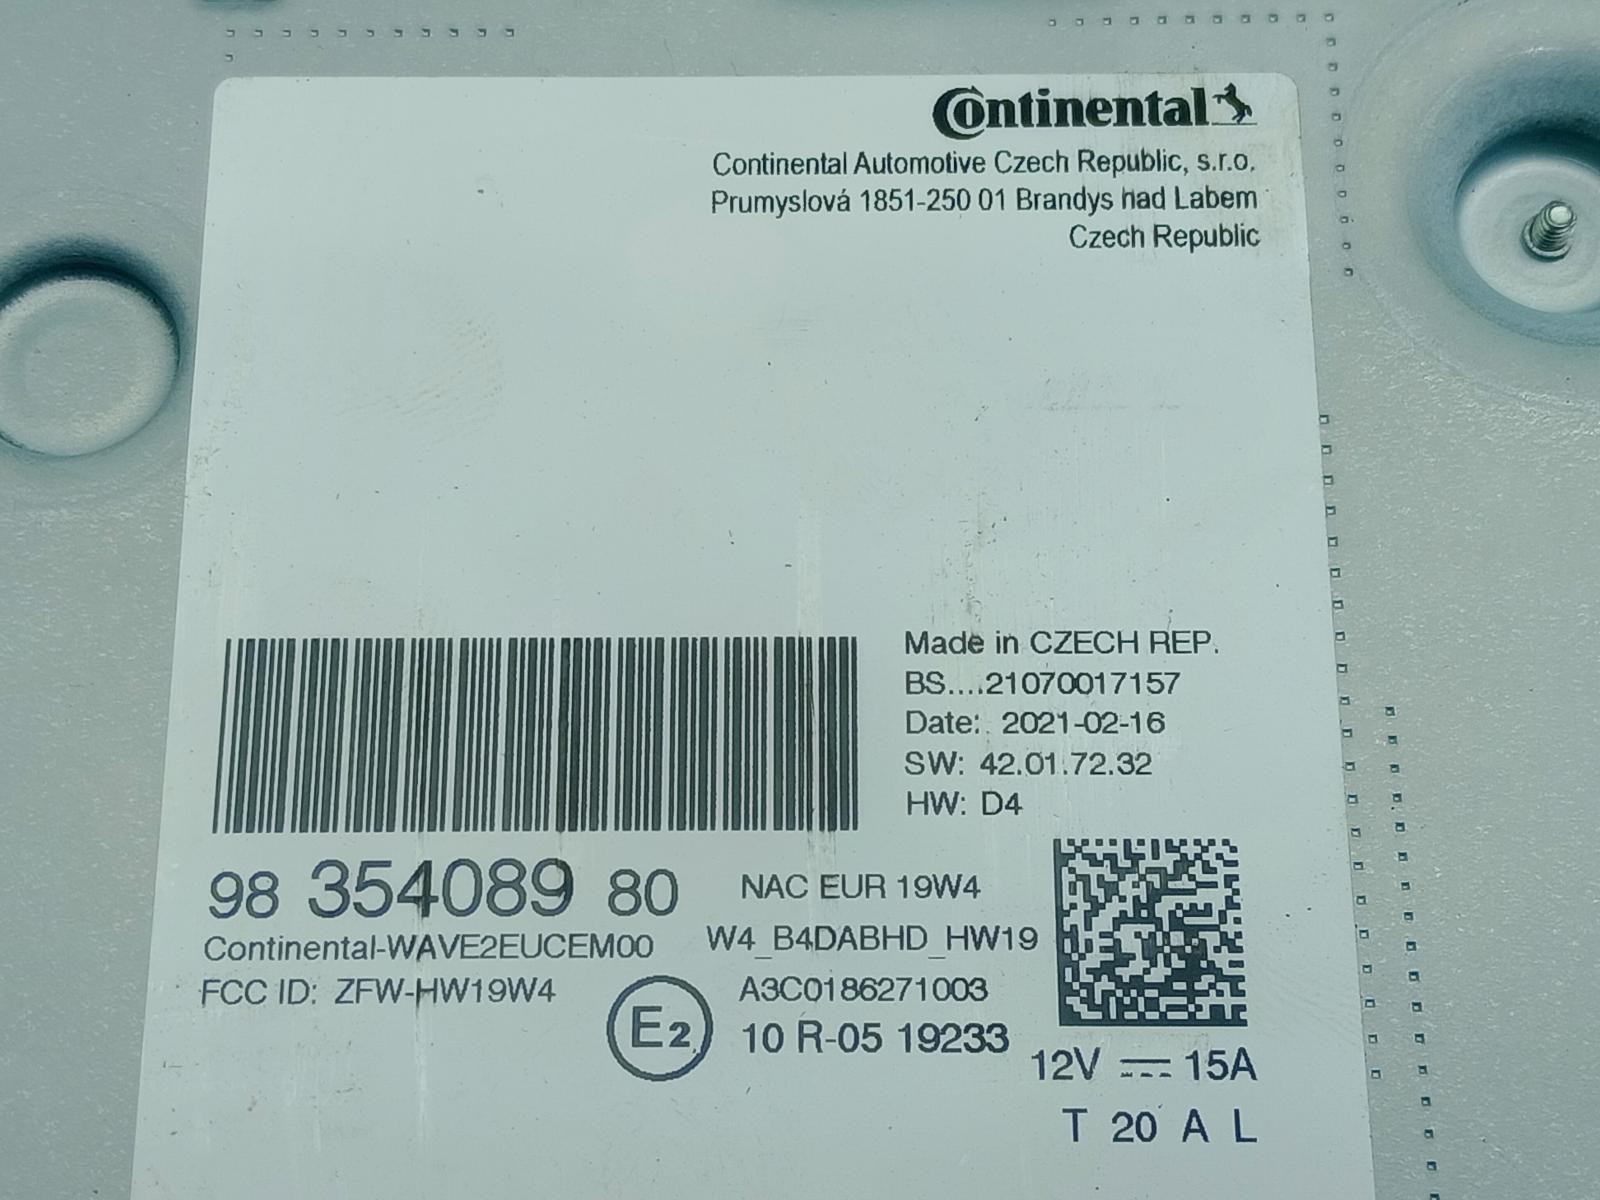 Continental
Continental Automotive Czech Republic, s.r.o.
Prumyslová 1851-250 01 Brandys nad Labem
Czech Republic
Made in CZECH REP.
BS....21070017157
Date: 2021-02-16
SW: 42.01.72.32
HW: D4
98 354089 80
NAC EUR 19W4
Continental-WAVE2EUCEM00
W4_B4DABHD_HW19
FCC ID: ZFW-HW19W4
A3C0186271003
E2
10 R-05 19233
12V ⎓ 15A
T 20 A L